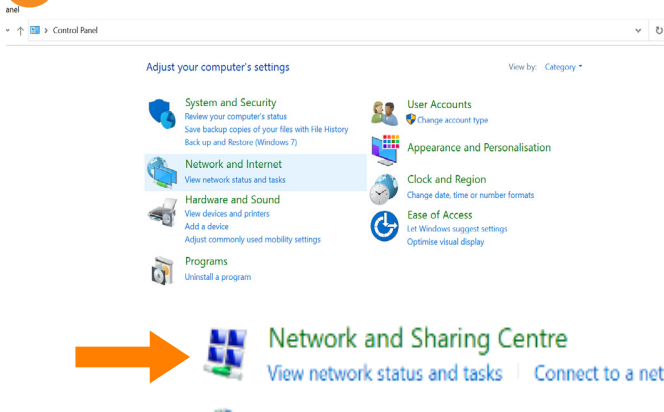 anel
Control Panel
Adjust your computer's settings
View by: Category
System and Security
Review your computer's status
Save backup copies of your files with File History
Back up and Restore (Windows 7)
Network and Internet
View network status and tasks
Hardware and Sound
View devices and printers
Add a device
Adjust commonly used mobility settings
Programs
Uninstall a program
User Accounts
Change account type
Appearance and Personalisation
Clock and Region
Change date, time or number formats
Ease of Access
Let Windows suggest settings
Optimise visual display
Network and Sharing Centre
View network status and tasks Connect to a net